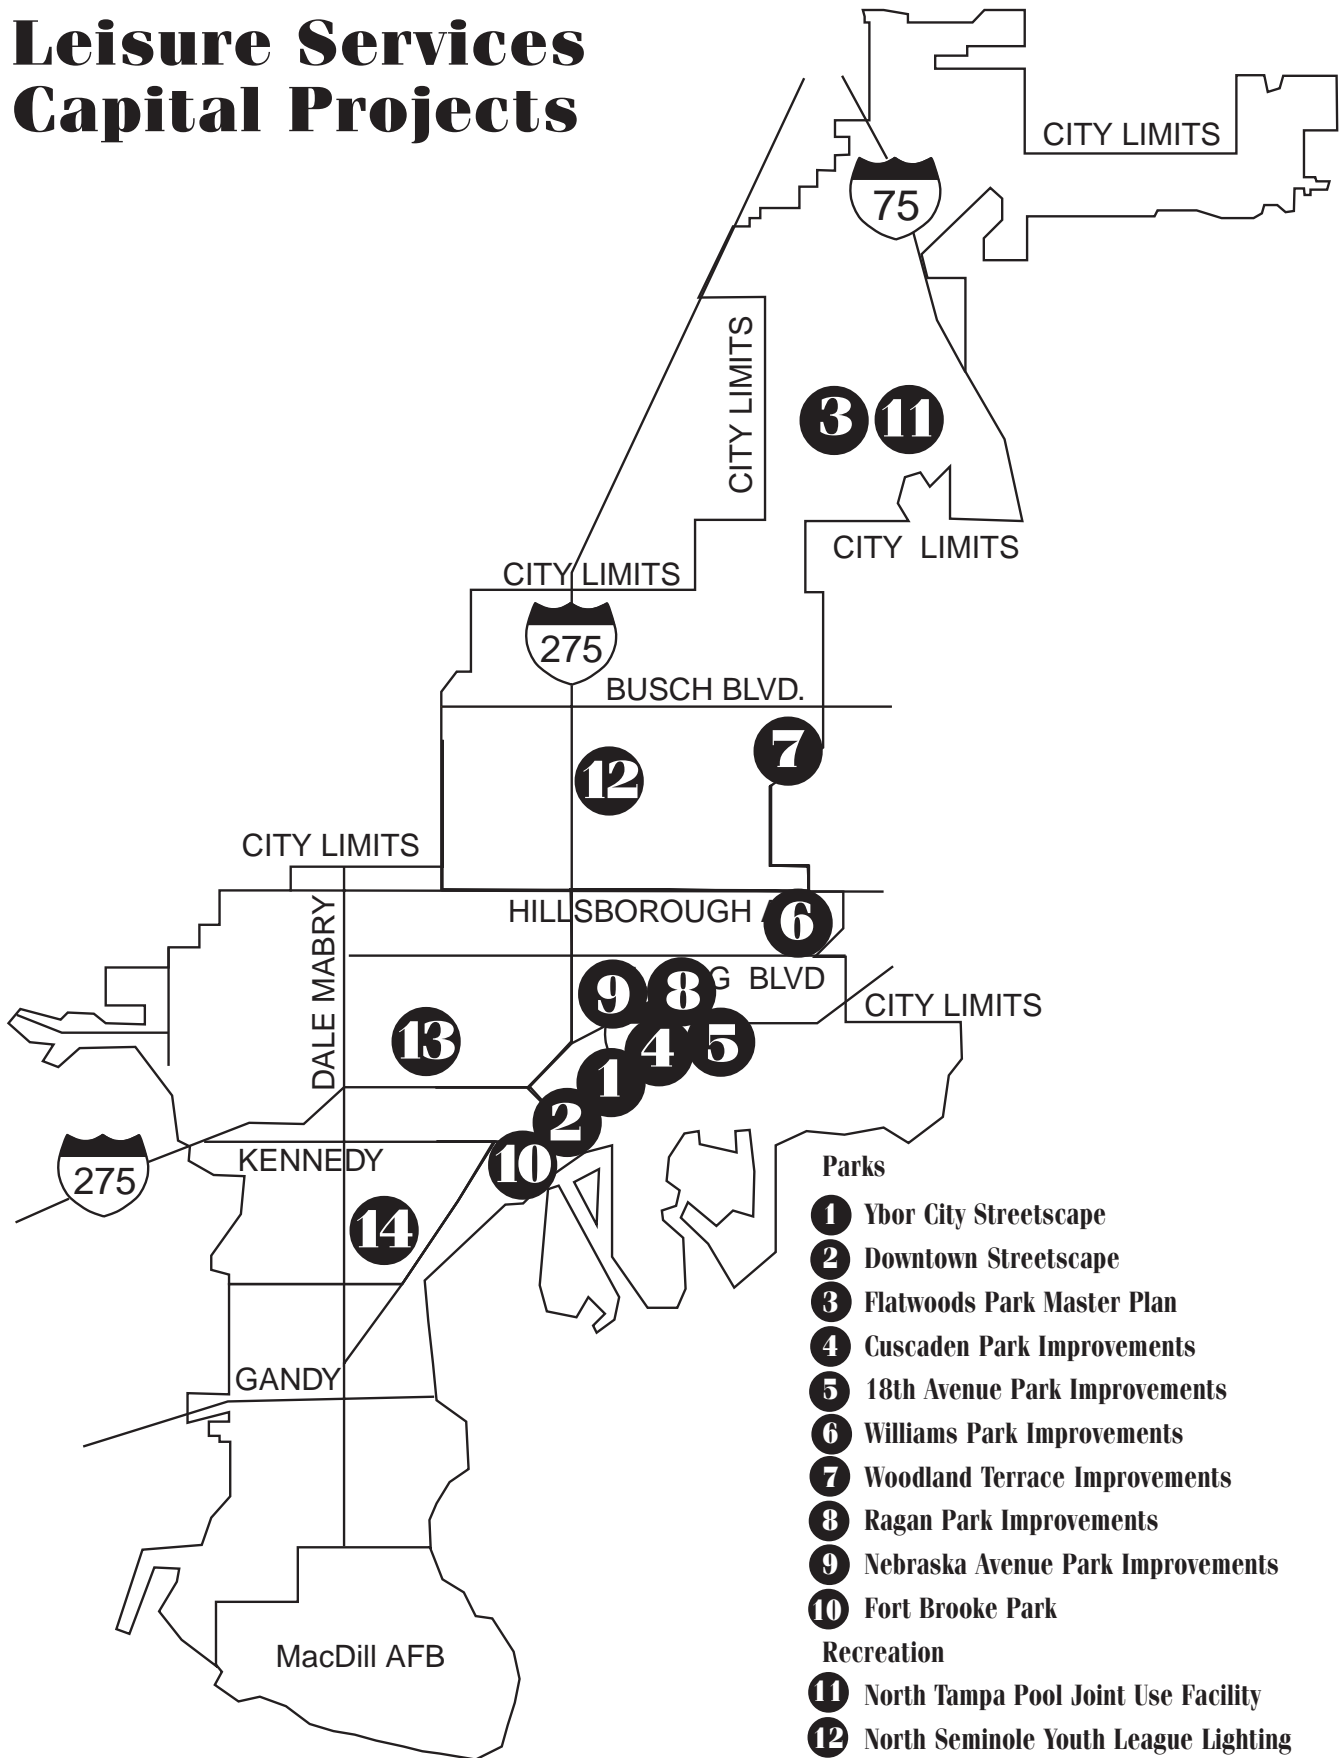 Leisure Services
Capital Projects
CITY LIMITS
75
CITY LIMITS
3 11
CITY LIMITS
CITY LIMITS
275
BUSCH BLVD.
7
12
CITY LIMITS
HILLSBOROUGH
6
DALE MABRY
9 8 G BLVD
CITY LIMITS
13
4 5
1
2
KENNEDY
10
275
14
GANDY
MacDill AFB
Parks
1 Ybor City Streetscape
2 Downtown Streetscape
3 Flatwoods Park Master Plan
4 Cuscaden Park Improvements
5 18th Avenue Park Improvements
6 Williams Park Improvements
7 Woodland Terrace Improvements
8 Ragan Park Improvements
9 Nebraska Avenue Park Improvements
10 Fort Brooke Park
Recreation
11 North Tampa Pool Joint Use Facility
12 North Seminole Youth League Lighting